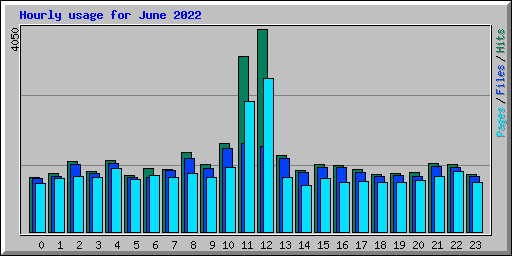 Hourly usage for June 2022
4050
Pages/Files/Hits
0 1 2 3 4 5 6 7 8 9 10 11 12 13 14 15 16 17 18 19 20 21 22 23